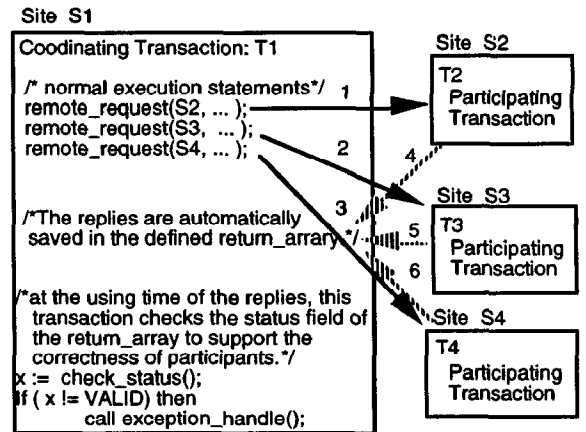 Site S1
Coodinating Transaction: T1
/* normal execution statements*/
remote_request(S2, ... );
remote_request(S3, ... );
remote_request(S4, ... );
/*The replies are automatically
saved in the defined return_arrary.*/
/*at the using time of the replies, this
transaction checks the status field of
the return_array to support the
correctness of participants.*/
x := check_status();
If ( x != VALID) then
call exception_handle();
1
2
3
4
5
6
Site S2
T2
Participating
Transaction
Site S3
T3
Participating
Transaction
Site S4
T4
Participating
Transaction